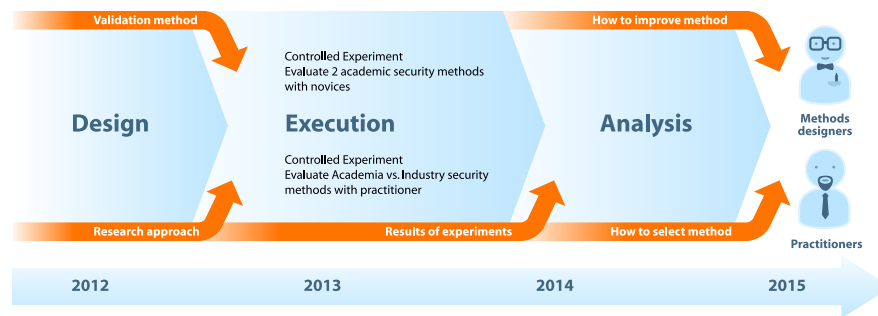 Validation method
How to improve method
Controlled Experiment
Evaluate 2 academic security methods
with novices
Design
Execution
Analysis
Methods
designers
Controlled Experiment
Evaluate Academia vs. Industry security
methods with practitioner
Research approach
Results of experiments
How to select method
Practitioners
2012
2013
2014
2015